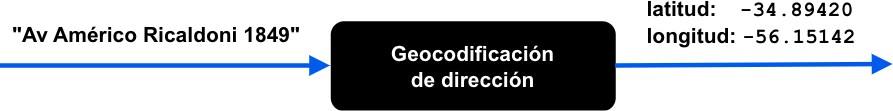 "Av Américo Ricaldoni 1849"
Geocodificación
de dirección
latitud: -34.89420
longitud: -56.15142